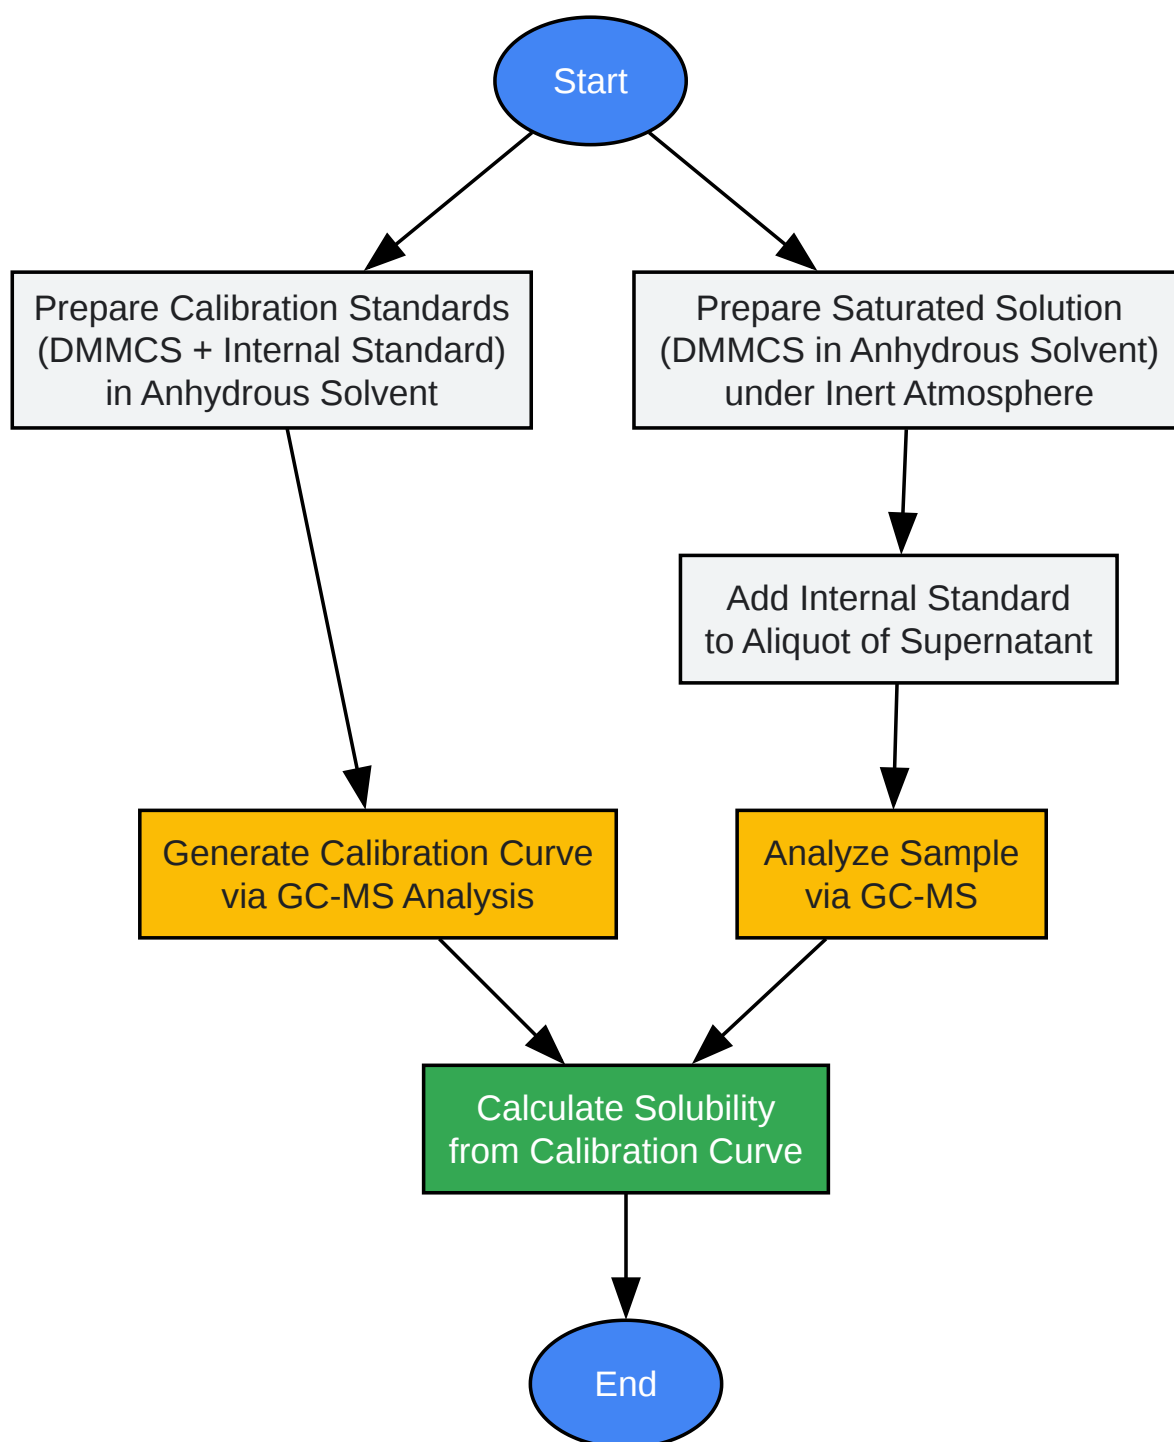 Start
Prepare Calibration Standards
(DMMCS + Internal Standard)
in Anhydrous Solvent
Prepare Saturated Solution
(DMMCS in Anhydrous Solvent)
under Inert Atmosphere
Add Internal Standard
to Aliquot of Supernatant
Generate Calibration Curve
via GC-MS Analysis
Analyze Sample
via GC-MS
Calculate Solubility
from Calibration Curve
End